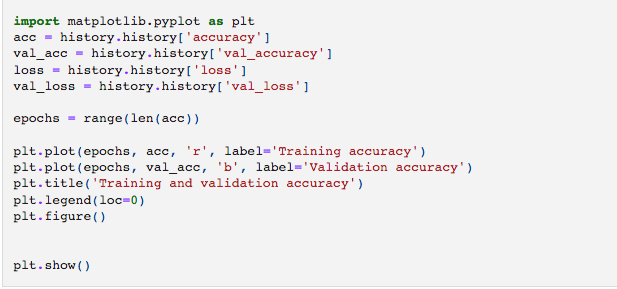 import matplotlib.pyplot as plt
acc = history.history['accuracy']
val_acc = history.history['val_accuracy']
loss = history.history['loss']
val_loss = history.history['val_loss']
epochs = range(len(acc))
plt.plot(epochs, acc, 'r', label='Training accuracy')
plt.plot(epochs, val_acc, 'b', label='Validation accuracy')
plt.title('Training and validation accuracy')
plt.legend(loc=0)
plt.figure()
plt.show()